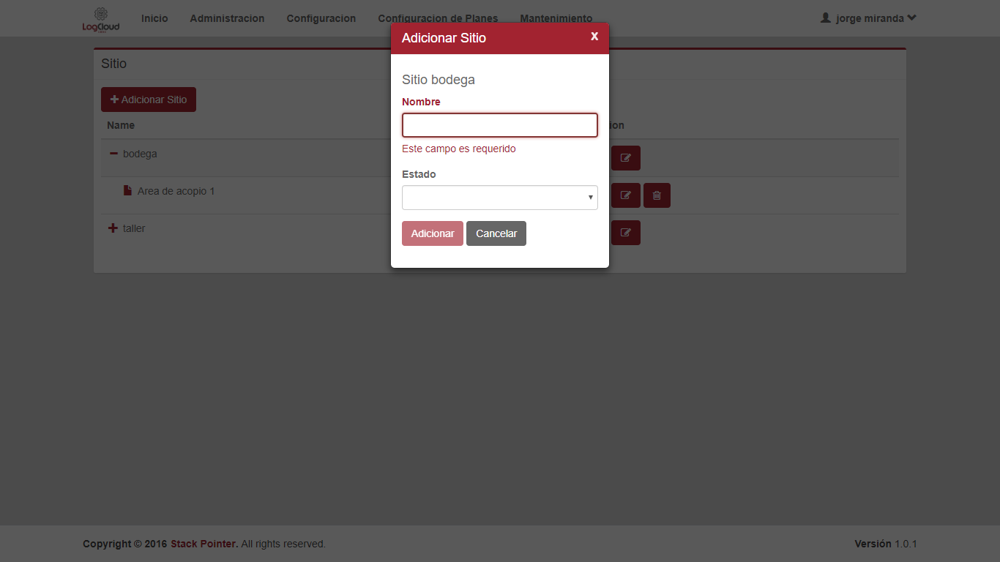 LogCloud
Inicio Administracion Configuracion Configuracion de Planes Mantenimiento jorge miranda
Adicionar Sitio x
Sitio
Sitio bodega
Adicionar Sitio
Nombre
Name
ion
Este campo es requerido
bodega
Estado
Area de acopio 1
taller
Adicionar Cancelar
Copyright © 2016 Stack Pointer. All rights reserved. Versión 1.0.1